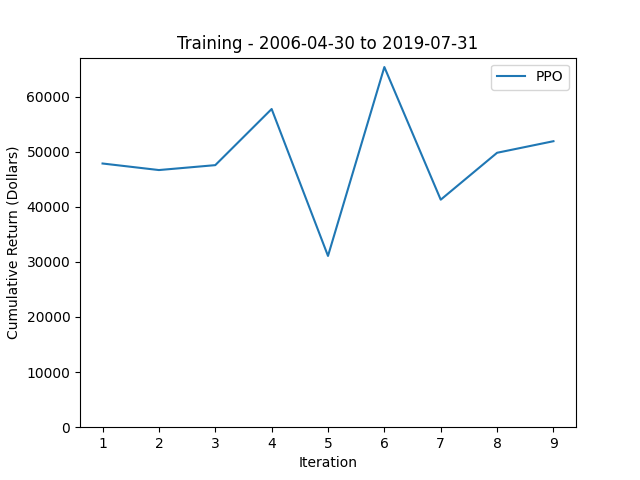 Training - 2006-04-30 to 2019-07-31
PPO
Cumulative Return (Dollars)
60000
50000
40000
30000
20000
10000
0
1 2 3 4 5 6 7 8 9
Iteration